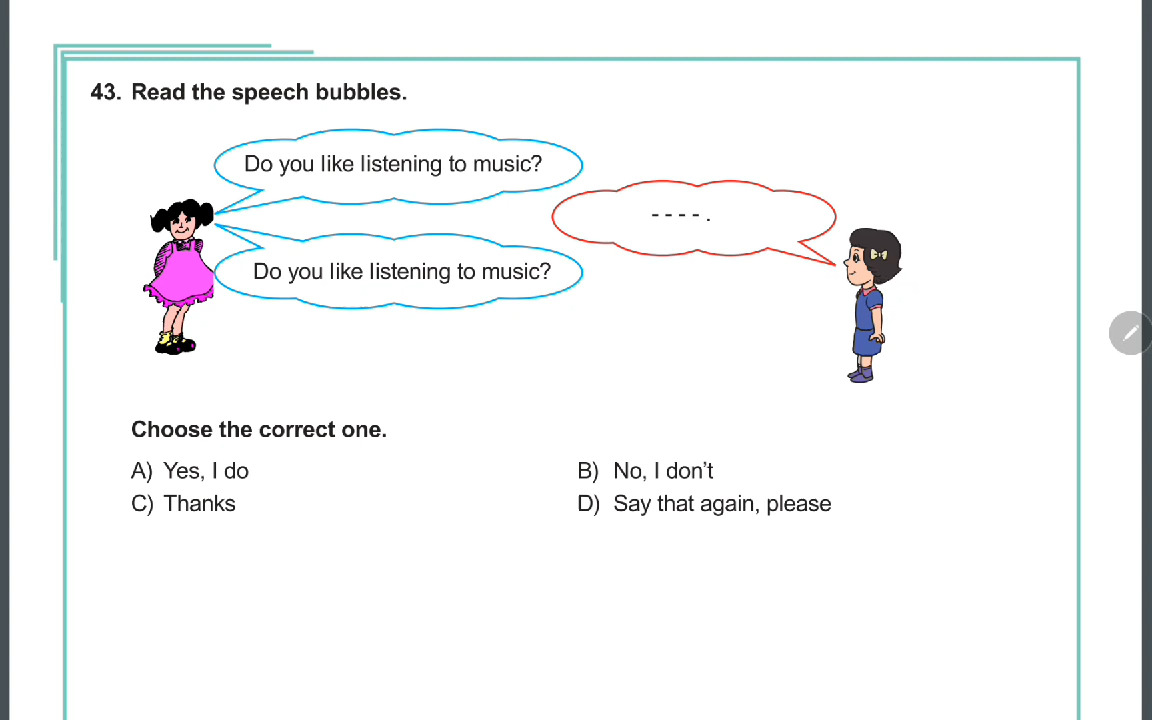 43. Read the speech bubbles.
Do you like listening to music?
- - - - .
Do you like listening to music?
Choose the correct one.
A) Yes, I do
B) No, I don't
C) Thanks
D) Say that again, please